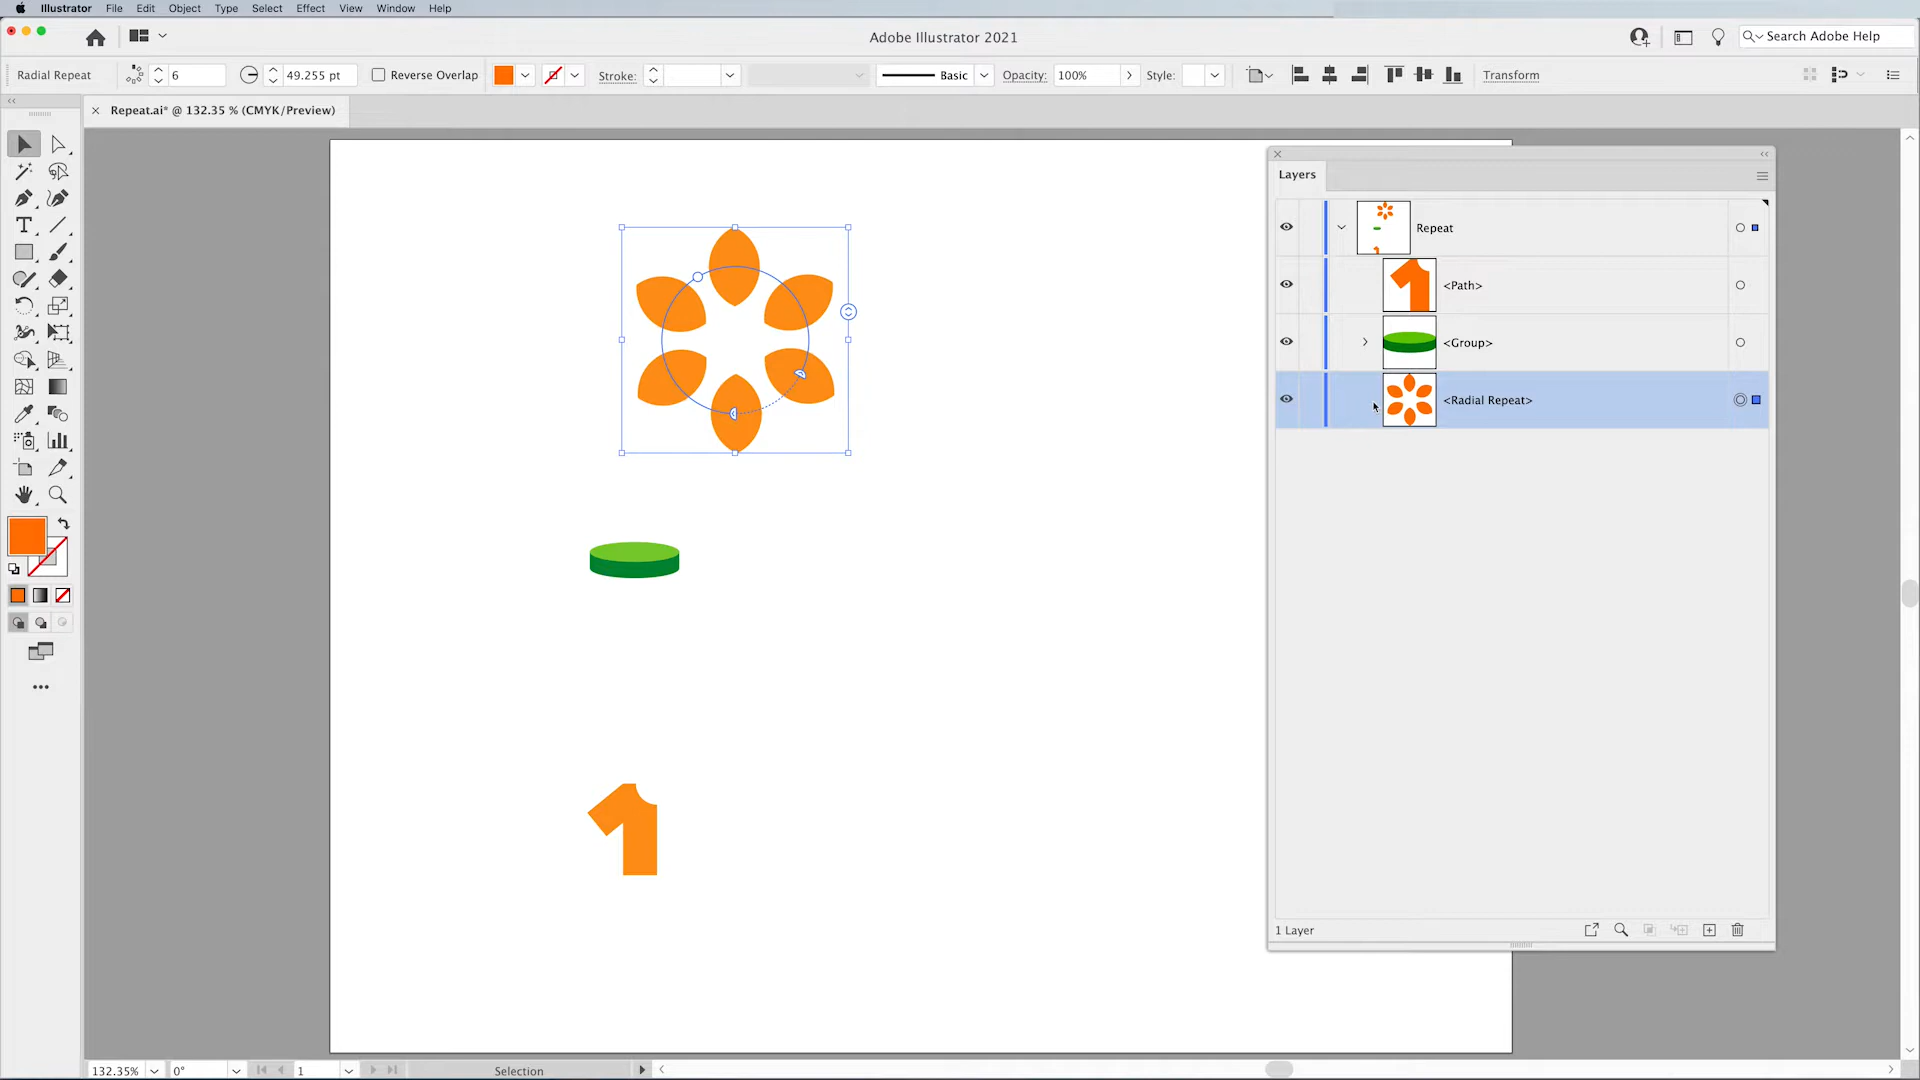 Illustrator File Edit Object Type Select Effect View Window Help
Adobe Illustrator 2021
Search Adobe Help
Radial Repeat 6 49.255 pt Reverse Overlap Stroke: Basic Opacity: 100% Style: Transform
Repeat.ai* @ 132.35 % (CMYK/Preview)
Layers
Repeat
<Path>
<Group>
<Radial Repeat>
1
1 Layer
132.35% 0° 1 Selection